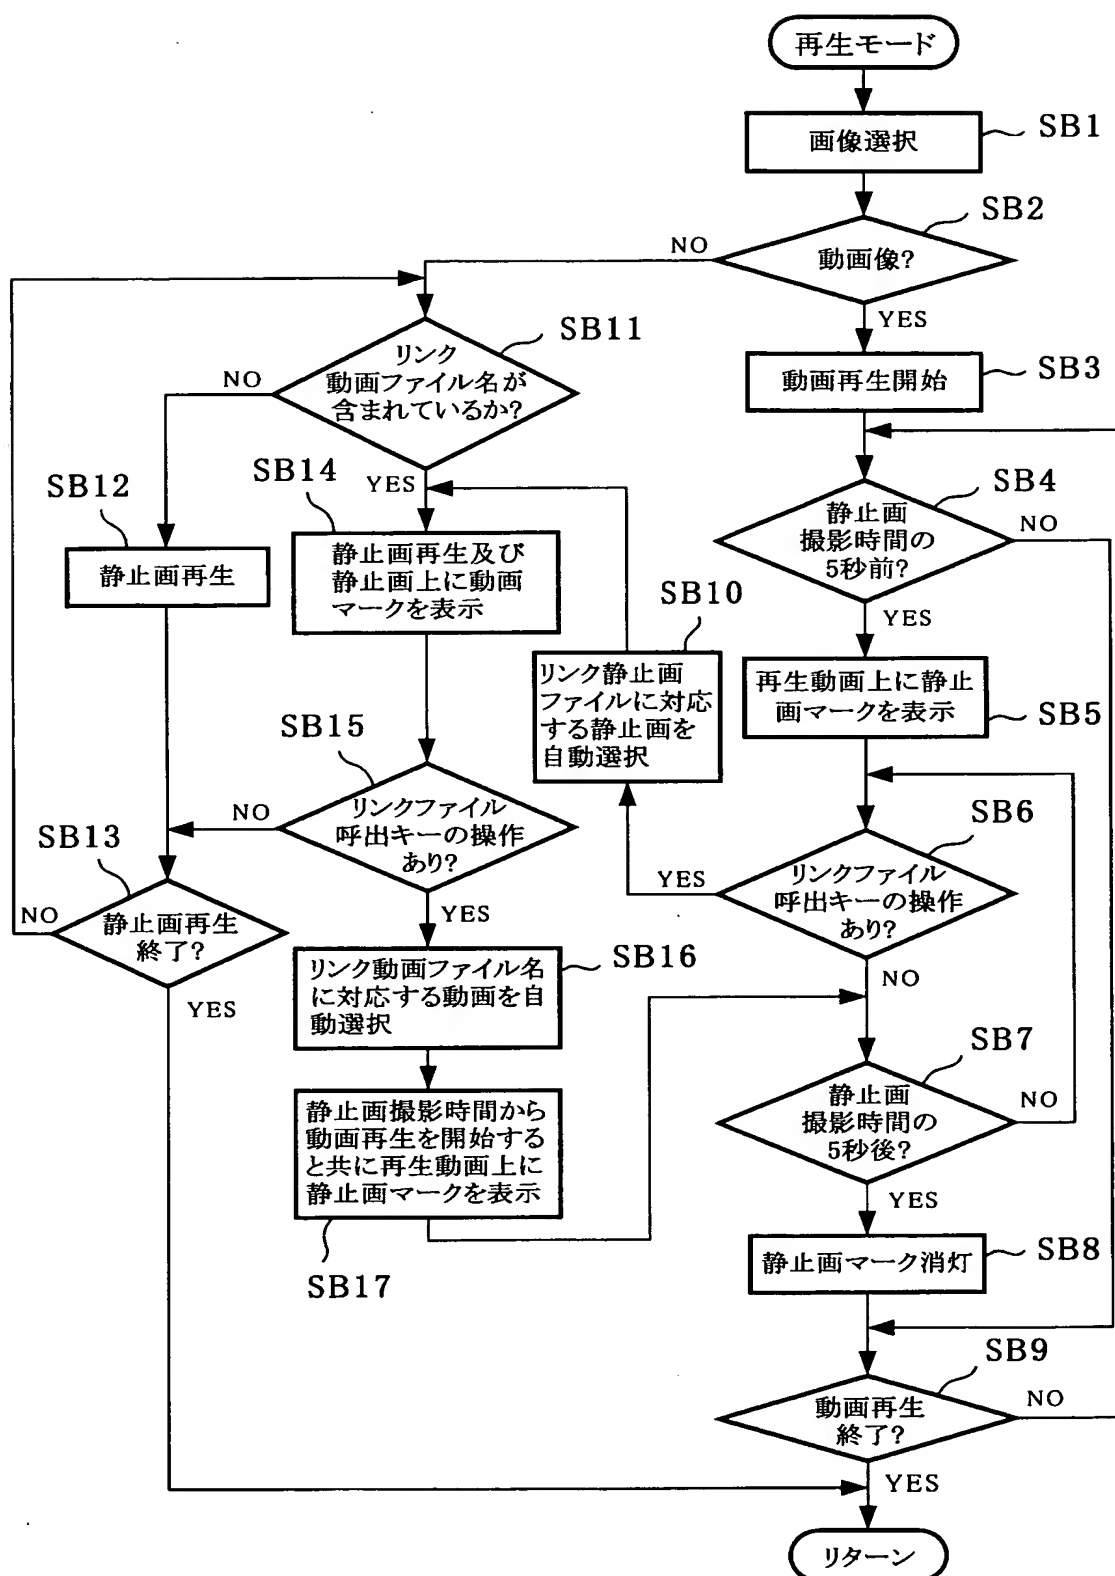 再生モード
画像選択
SB1
動画像?
SB2
NO
YES
動画再生開始
SB3
静止画
撮影時間の
5秒前?
SB4
NO
YES
再生動画上に静止
画マークを表示
SB5
リンクファイル
呼出キーの操作
あり?
SB6
YES
NO
静止画
撮影時間の
5秒後?
SB7
NO
YES
静止画マーク消灯
SB8
動画再生
終了?
SB9
NO
YES
リターン
SB10
リンク静止画
ファイルに対応
する静止画を
自動選択
リンク
動画ファイル名が
含まれているか?
SB11
NO
YES
SB12
静止画再生
SB13
静止画再生
終了?
NO
YES
SB14
静止画再生及び
静止画上に動画
マークを表示
SB15
リンクファイル
呼出キーの操作
あり?
NO
YES
リンク動画ファイル名
に対応する動画を自
動選択
SB16
静止画撮影時間から
動画再生を開始する
と共に再生動画上に
静止画マークを表示
SB17